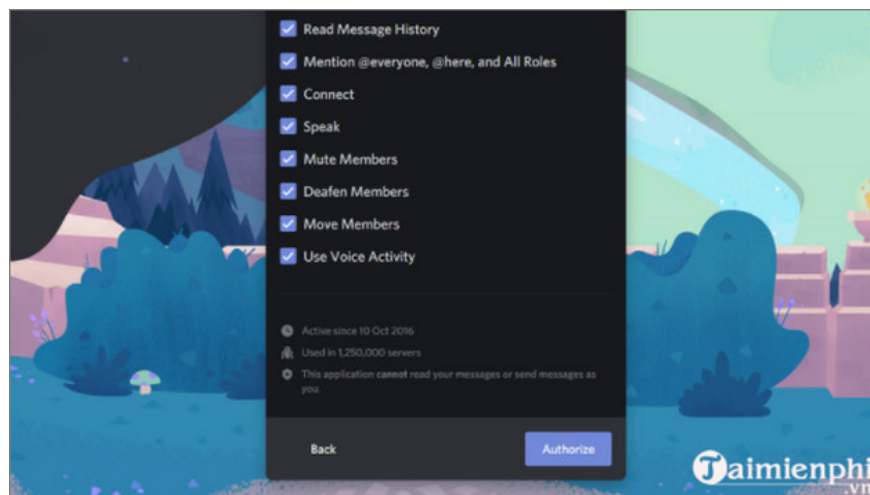 Read Message History
Mention @everyone, @here, and All Roles
Connect
Speak
Mute Members
Deafen Members
Move Members
Use Voice Activity
Active since 10 Oct 2016
Used in 1,250,000 servers
This application cannot read your messages or send messages as
you.
Back
Authorize
Taimienphi
.vn